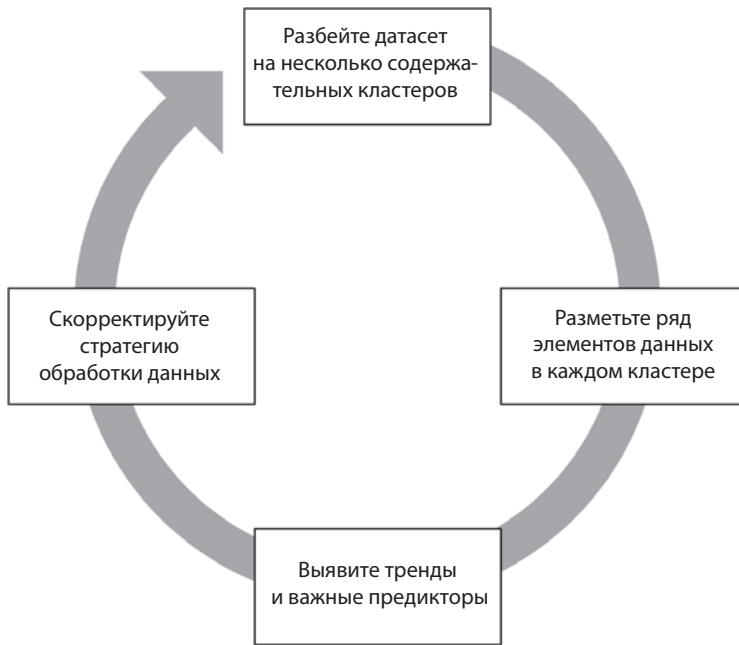 Разбейте датасет
на несколько содержа-
тельных кластеров
Скорректируйте
стратегию
обработки данных
Разметьте ряд
элементов данных
в каждом кластере
Выявите тренды
и важные предикторы